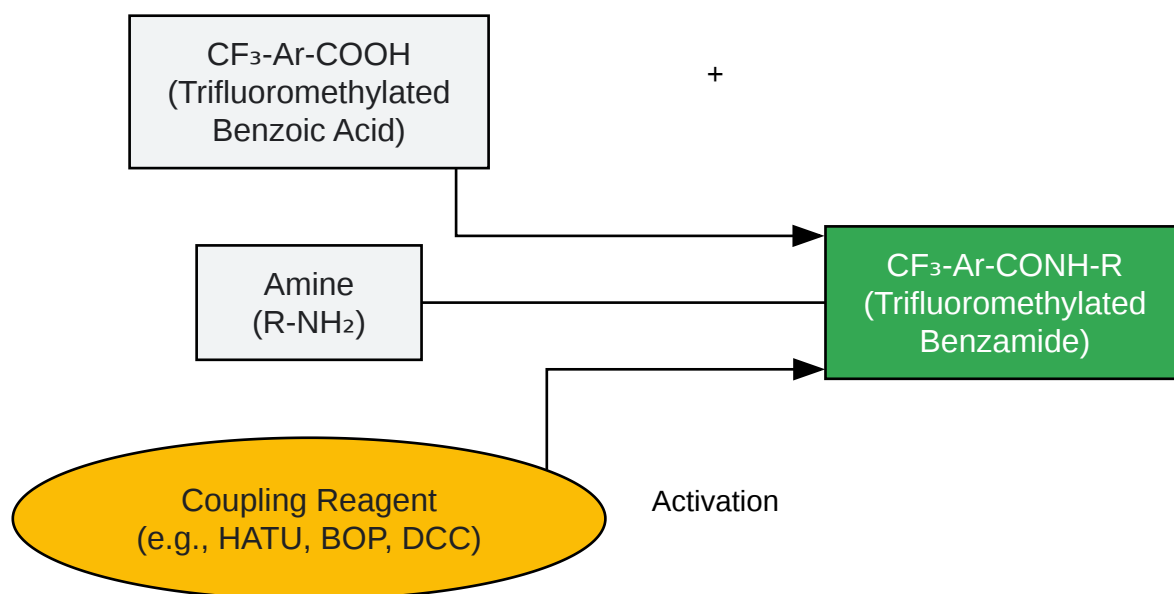 CF₃-Ar-COOH
(Trifluoromethylated
Benzoic Acid)
+
Amine
(R-NH₂)
CF₃-Ar-CONH-R
(Trifluoromethylated
Benzamide)
Coupling Reagent
(e.g., HATU, BOP, DCC)
Activation